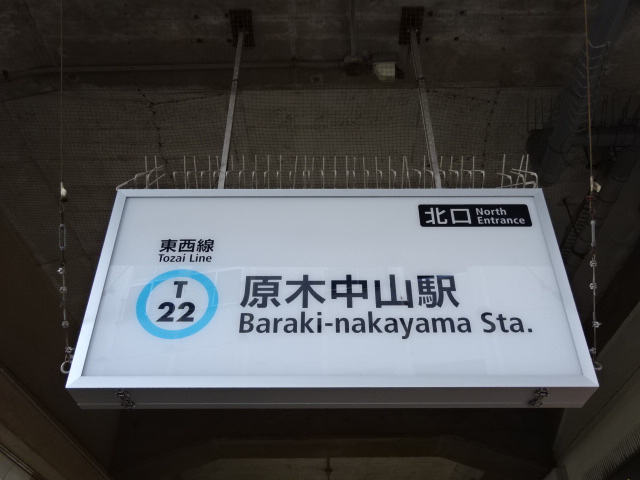 北口 North
Entrance
東西線
Tozai Line
T
22
原木中山駅
Baraki-nakayama Sta.